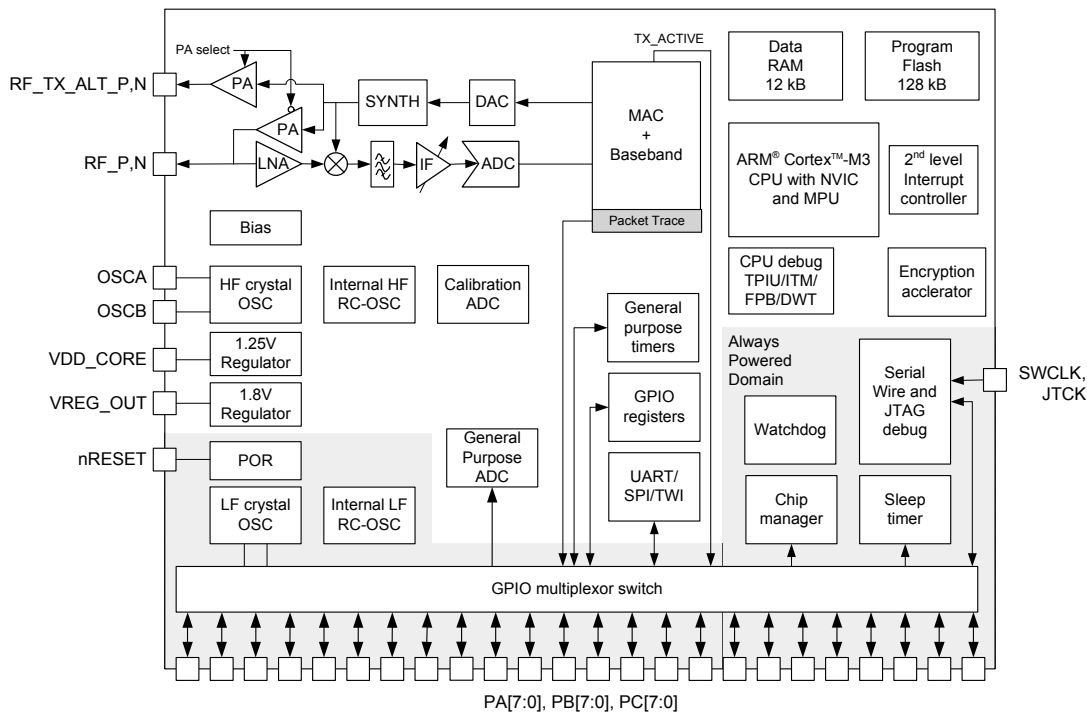 PA select
TX_ACTIVE
RF_TX_ALT_P,N
PA
SYNTH
DAC
MAC
+
Baseband
Data
RAM
12 kB
Program
Flash
128 kB
PA
RF_P,N
LNA
IF
ADC
ARM® Cortex™-M3
CPU with NVIC
and MPU
2nd level
Interrupt
controller
Packet Trace
Bias
CPU debug
TPIU/ITM/
FPB/DWT
Encryption
acclerator
OSCA
OSCB
HF crystal
OSC
Internal HF
RC-OSC
Calibration
ADC
General
purpose
timers
Always
Powered
Domain
VDD_CORE
1.25V
Regulator
Serial
Wire and
JTAG
debug
SWCLK,
JTCK
VREG_OUT
1.8V
Regulator
GPIO
registers
Watchdog
nRESET
POR
General
Purpose
ADC
UART/
SPI/TWI
LF crystal
OSC
Internal LF
RC-OSC
Chip
manager
Sleep
timer
GPIO multiplexor switch
PA[7:0], PB[7:0], PC[7:0]